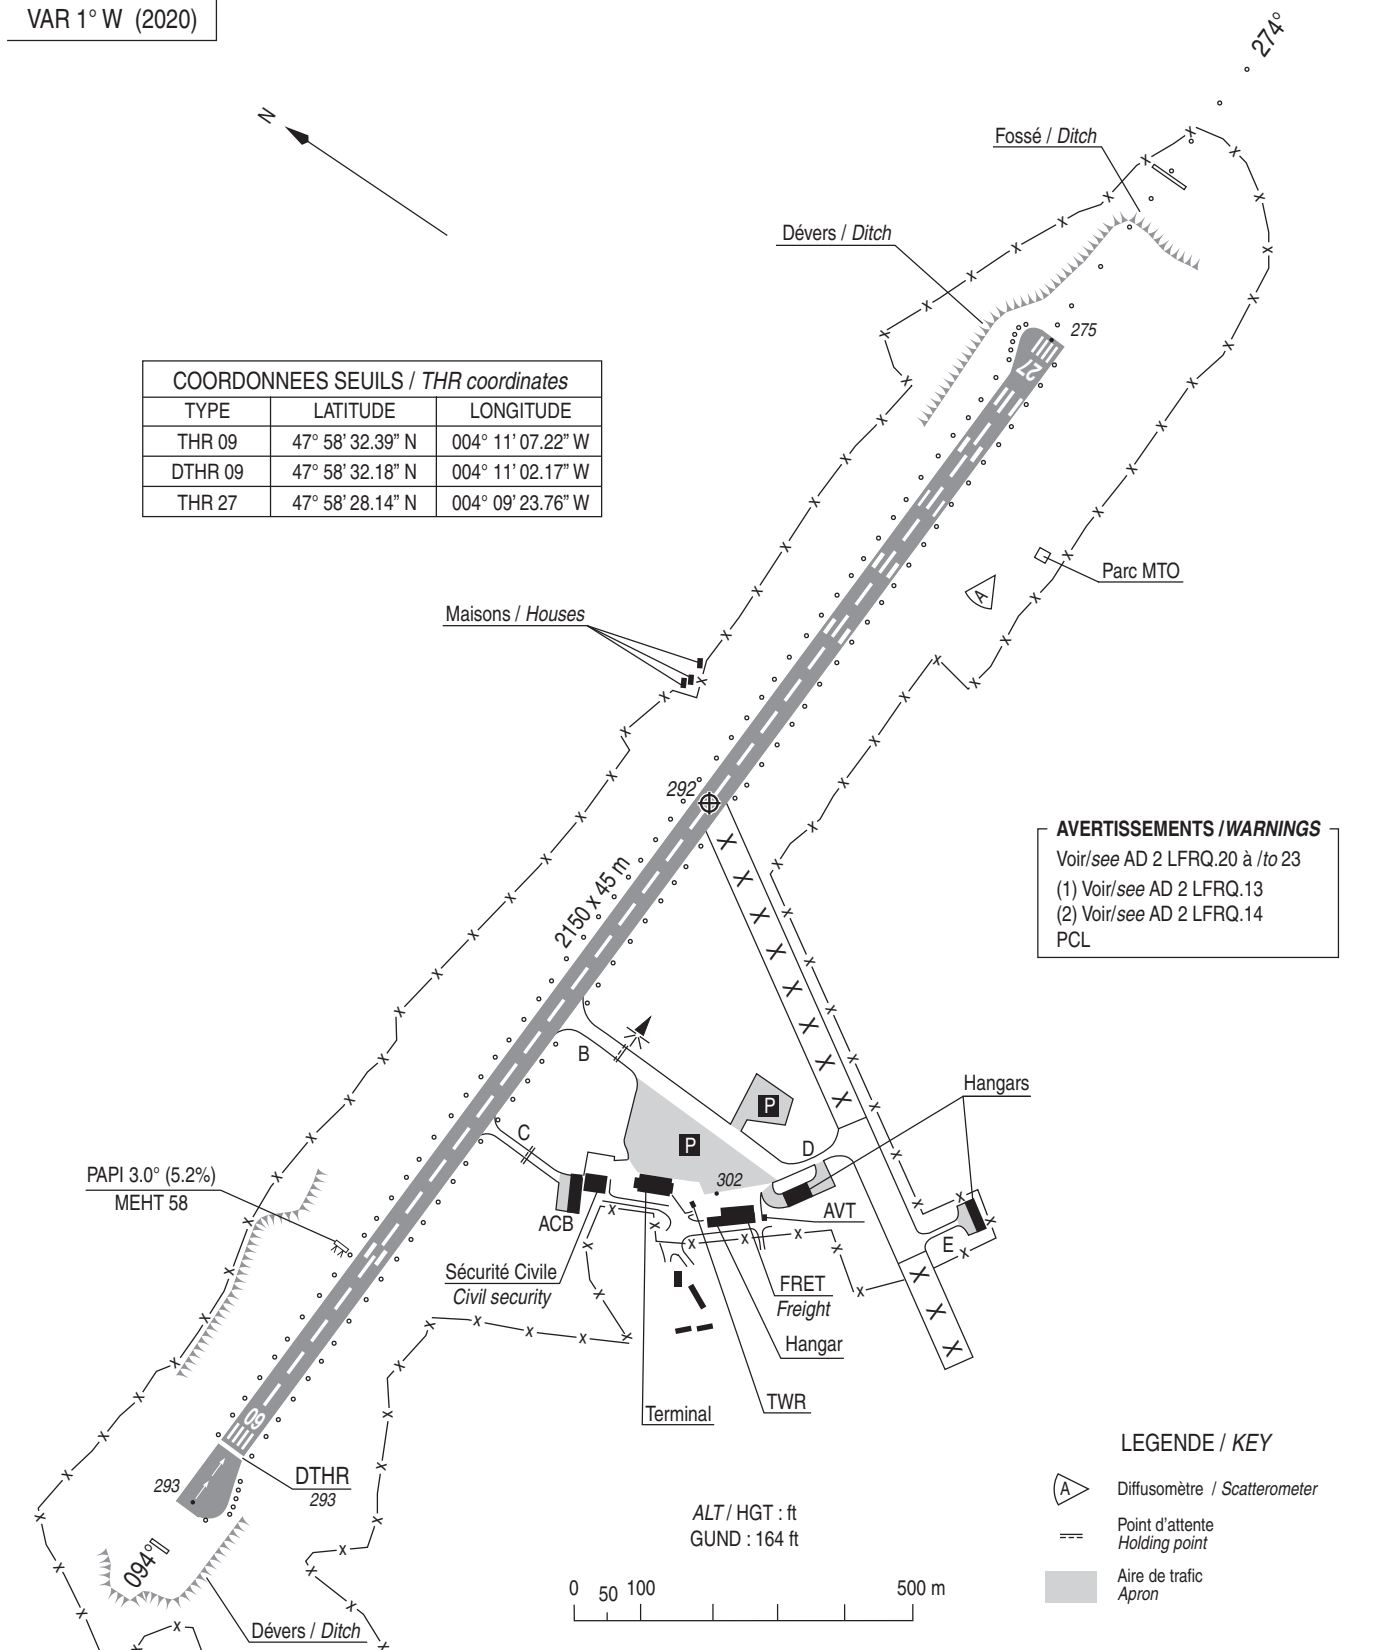 VAR 1° W (2020)
274°
N
Fossé / Ditch
Dévers / Ditch
275
27
COORDONNEES SEUILS / THR coordinates
TYPE LATITUDE LONGITUDE
THR 09 47° 58' 32.39” N 004° 11' 07.22” W
DTHR 09 47° 58' 32.18” N 004° 11' 02.17” W
THR 27 47° 58' 28.14” N 004° 09' 23.76” W
Parc MTO
A
Maisons / Houses
292
AVERTISSEMENTS /WARNINGS
Voir/see AD 2 LFRQ.20 à /to 23
(1) Voir/see AD 2 LFRQ.13
(2) Voir/see AD 2 LFRQ.14
PCL
2150 x 45 m
B
Hangars
P
C
P
D
PAPI 3.0° (5.2%)
MEHT 58
302
ACB
AVT
E
Sécurité Civile
Civil security
FRET
Freight
Hangar
TWR
Terminal
09
LEGENDE / KEY
293
DTHR
293
A
Diffusomètre / Scatterometer
ALT / HGT : ft
GUND : 164 ft
Point d’attente
Holding point
094°
Aire de trafic
Apron
0 50 100 500 m
Dévers / Ditch